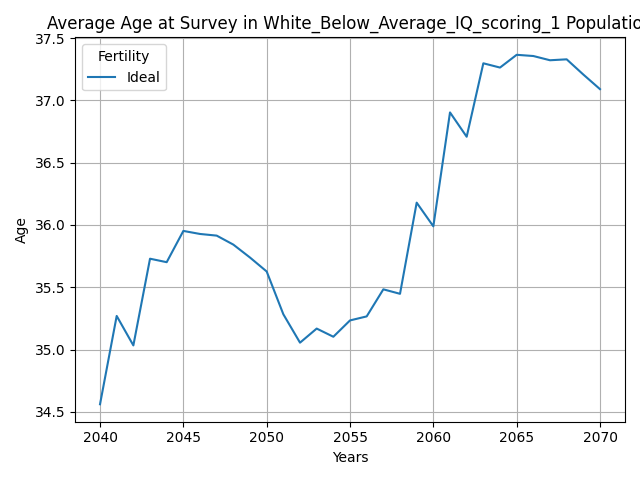 Average Age at Survey in White_Below_Average_IQ_scoring_1 Populatio
37.5
Fertility
Ideal
37.0
36.5
36.0
Age
35.5
35.0
34.5
2040 2045 2050 2055 2060 2065 2070
Years